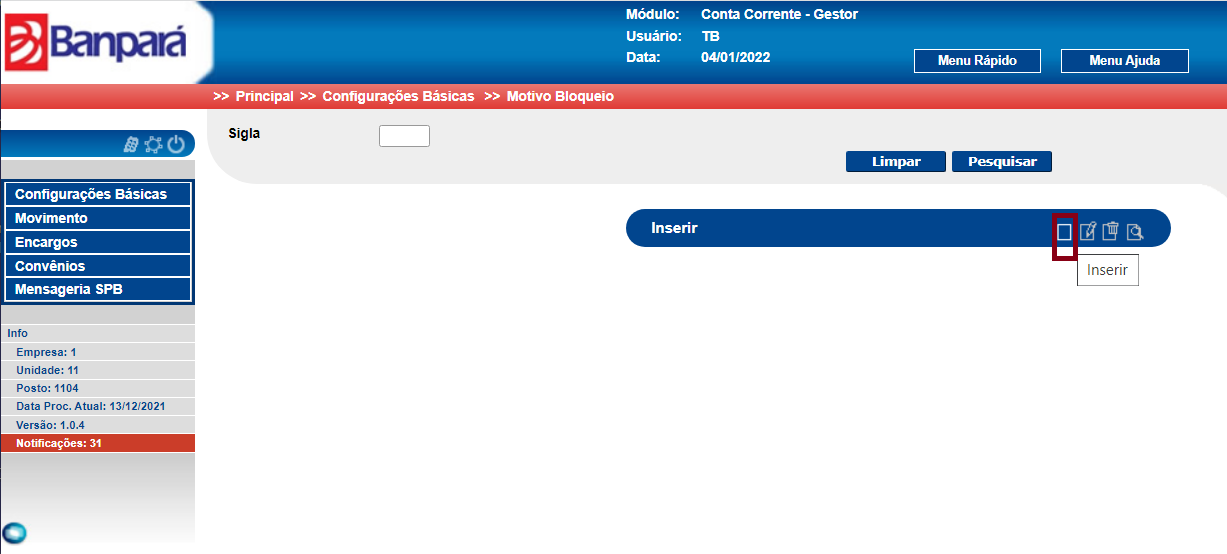 Banpará
Módulo: Conta Corrente - Gestor
Usuário: TB
Data: 04/01/2022
Menu Rápido Menu Ajuda
>> Principal >> Configurações Básicas >> Motivo Bloqueio
Sigla
Limpar Pesquisar
Configurações Básicas
Movimento
Encargos
Convênios
Mensageria SPB
Inserir
Inserir
Info
Empresa: 1
Unidade: 11
Posto: 1104
Data Proc. Atual: 13/12/2021
Versão: 1.0.4
Notificações: 31